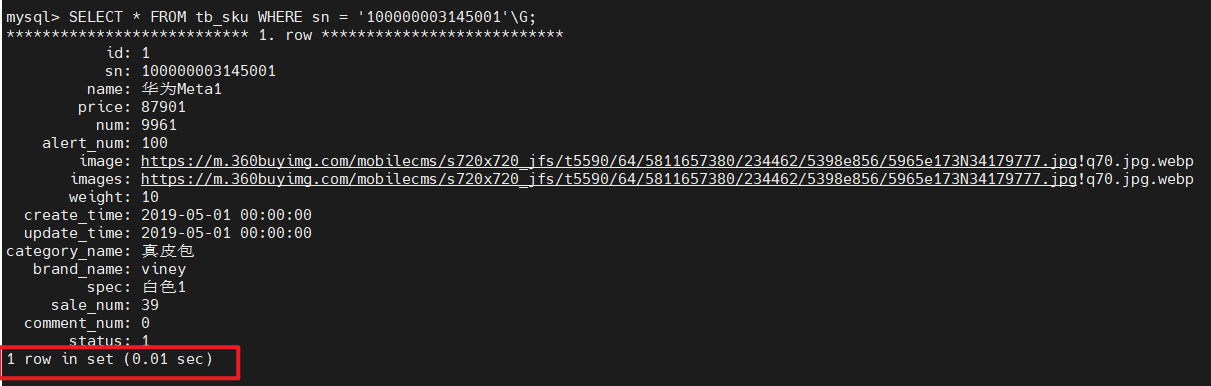 mysql> SELECT * FROM tb_sku WHERE sn = '100000003145001'\G;
*************************** 1. row ***************************
id: 1
sn: 100000003145001
name: 华为Meta1
price: 87901
num: 9961
alert_num: 100
image: https://m.360buyimg.com/mobilecms/s720x720_jfs/t5590/64/5811657380/234462/5398e856/5965e173N34179777.jpg!q70.jpg.webp
images: https://m.360buyimg.com/mobilecms/s720x720_jfs/t5590/64/5811657380/234462/5398e856/5965e173N34179777.jpg!q70.jpg.webp
weight: 10
create_time: 2019-05-01 00:00:00
update_time: 2019-05-01 00:00:00
category_name: 真皮包
brand_name: viney
spec: 白色1
sale_num: 39
comment_num: 0
status: 1
1 row in set (0.01 sec)